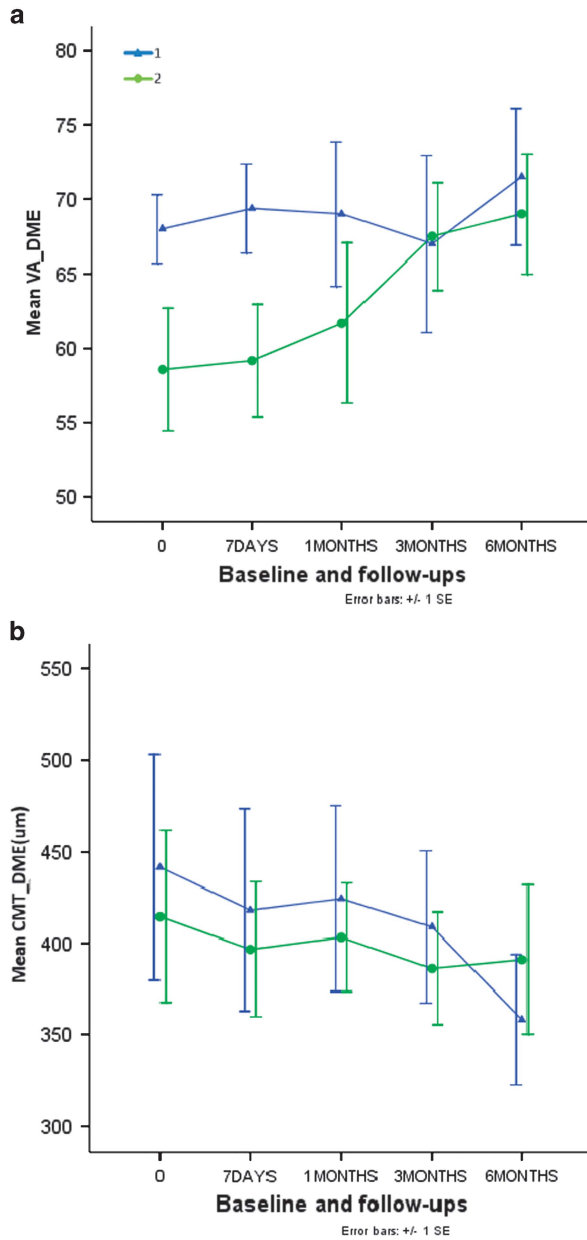 a
80
75
70
65
60
55
50
Mean VA_DME
1
2
0 7DAYS 1MONTHS 3MONTHS 6MONTHS
Baseline and follow-ups
Error bars: +/- 1 SE
b
550
500
450
400
350
300
Mean CMT_DME(um)
0 7DAYS 1MONTHS 3MONTHS 6MONTHS
Baseline and follow-ups
Error bars: +/- 1 SE